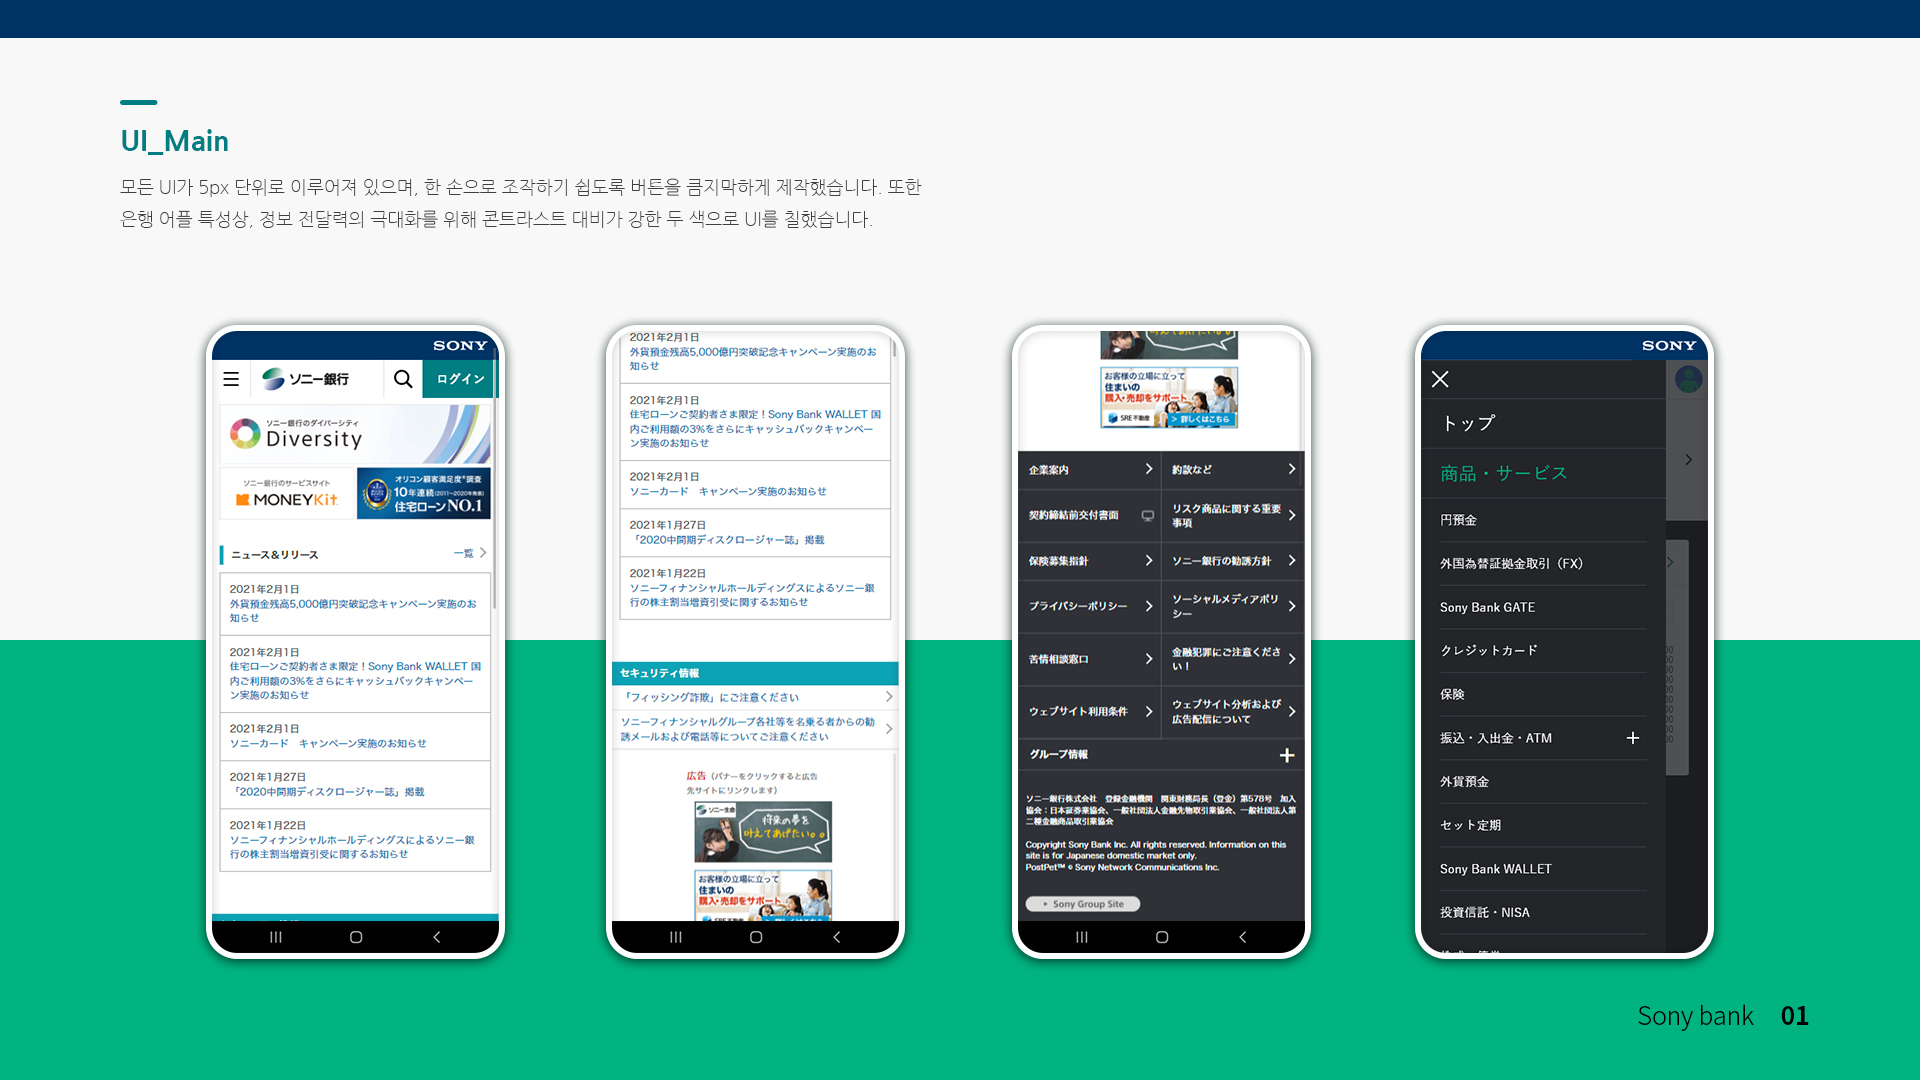 UI_Main
모든 UI가 5px 단위로 이루어져 있으며, 한 손으로 조작하기 쉽도록 버튼을 큼지막하게 제작했습니다. 또한
은행 어플 특성상, 정보 전달력의 극대화를 위해 콘트라스트 대비가 강한 두 색으로 UI를 칠했습니다.
SONY
ソニー銀行
ログイン
ソニー銀行のダイバーシティ
Diversity
ソニー銀行のサービスサイト
MONEYKit
オリコン顧客満足度®調査
10年連続(2011~2020年発表)
住宅ローンNO.1
ニュース&リリース
一覧
2021年2月1日
外貨預金残高5,000億円突破記念キャンペーン実施のお
知らせ
2021年2月1日
住宅ローンご契約者さま限定！Sony Bank WALLET 国
内ご利用額の3%をさらにキャッシュバックキャンペー
ン実施のお知らせ
2021年2月1日
ソニーカード　キャンペーン実施のお知らせ
2021年1月27日
「2020中間期ディスクロージャー誌」掲載
2021年1月22日
ソニーフィナンシャルホールディングスによるソニー銀
行の株主割当増資引受に関するお知らせ
2021年2月1日
外貨預金残高5,000億円突破記念キャンペーン実施のお
知らせ
2021年2月1日
住宅ローンご契約者さま限定！Sony Bank WALLET 国
内ご利用額の3%をさらにキャッシュバックキャンペー
ン実施のお知らせ
2021年2月1日
ソニーカード　キャンペーン実施のお知らせ
2021年1月27日
「2020中間期ディスクロージャー誌」掲載
2021年1月22日
ソニーフィナンシャルホールディングスによるソニー銀
行の株主割当増資引受に関するお知らせ
セキュリティ情報
「フィッシング詐欺」にご注意ください
ソニーフィナンシャルグループ各社等を名乗る者からの勧
誘メールおよび電話等についてご注意ください
広告（バナーをクリックすると広告
先サイトにリンクします）
ソニー生命
将来の夢を
叶えてあげたい。。
お客様の立場に立って
住まいの
購入・売却をサポート
お客様の立場に立って
住まいの
購入・売却をサポート
SRE不動産
> 詳しくはこちら
企業案内
約款など
契約締結前交付書面
リスク商品に関する重要
事項
保険募集指針
ソニー銀行の勧誘方針
プライバシーポリシー
ソーシャルメディアポリ
シー
苦情相談窓口
金融犯罪にご注意くださ
い！
ウェブサイト利用条件
ウェブサイト分析および
広告配信について
グループ情報
ソニー銀行株式会社　登録金融機関　関東財務局長（登金）第578号　加入
協会：日本証券業協会、一般社団法人金融先物取引業協会、一般社団法人第
二種金融商品取引業協会
Copyright Sony Bank Inc. All rights reserved. Information on this
site is for Japanese domestic market only.
PostPet™ © Sony Network Communications Inc.
Sony Group Site
SONY
トップ
商品・サービス
円預金
外国為替証拠金取引（FX）
Sony Bank GATE
クレジットカード
保険
振込・入出金・ATM
外貨預金
セット定期
Sony Bank WALLET
投資信託・NISA
Sony bank 01